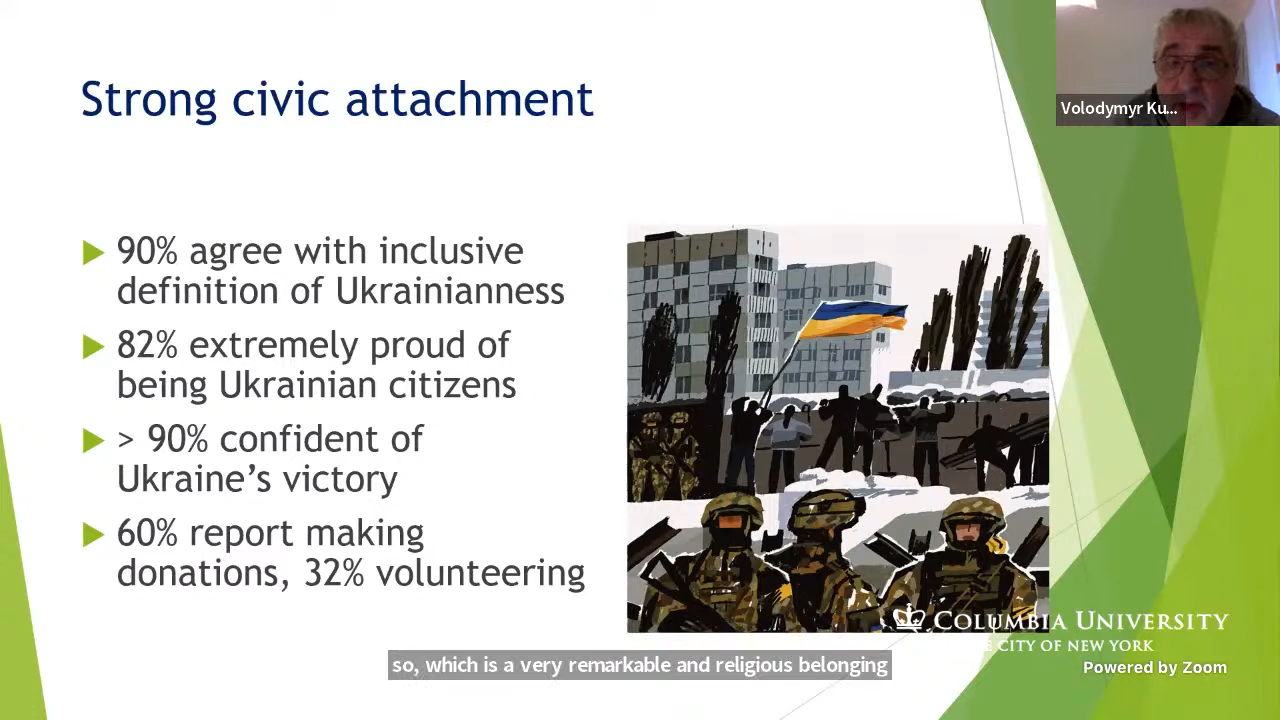 Strong civic attachment
Volodymyr Ku...
90% agree with inclusive
definition of Ukrainianness
82% extremely proud of
being Ukrainian citizens
> 90% confident of
Ukraine’s victory
60% report making
donations, 32% volunteering
COLUMBIA UNIVERSITY
CITY OF NEW YORK
so, which is a very remarkable and religious belonging
Powered by Zoom